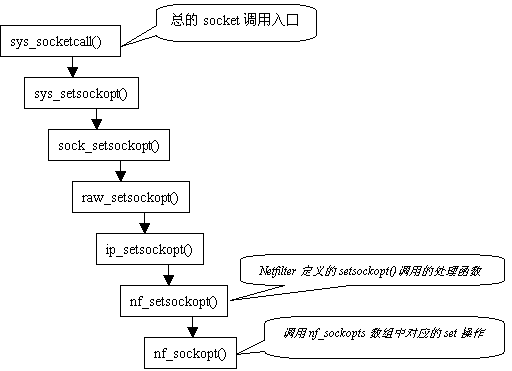 总的 socket 调用入口
sys_socketcall()
sys_setsockopt()
sock_setsockopt()
raw_setsockopt()
ip_setsockopt()
Netfilter 定义的 setsockopt() 调用的处理函数
nf_setsockopt()
调用 nf_sockopts 数组中对应的 set 操作
nf_sockopt()